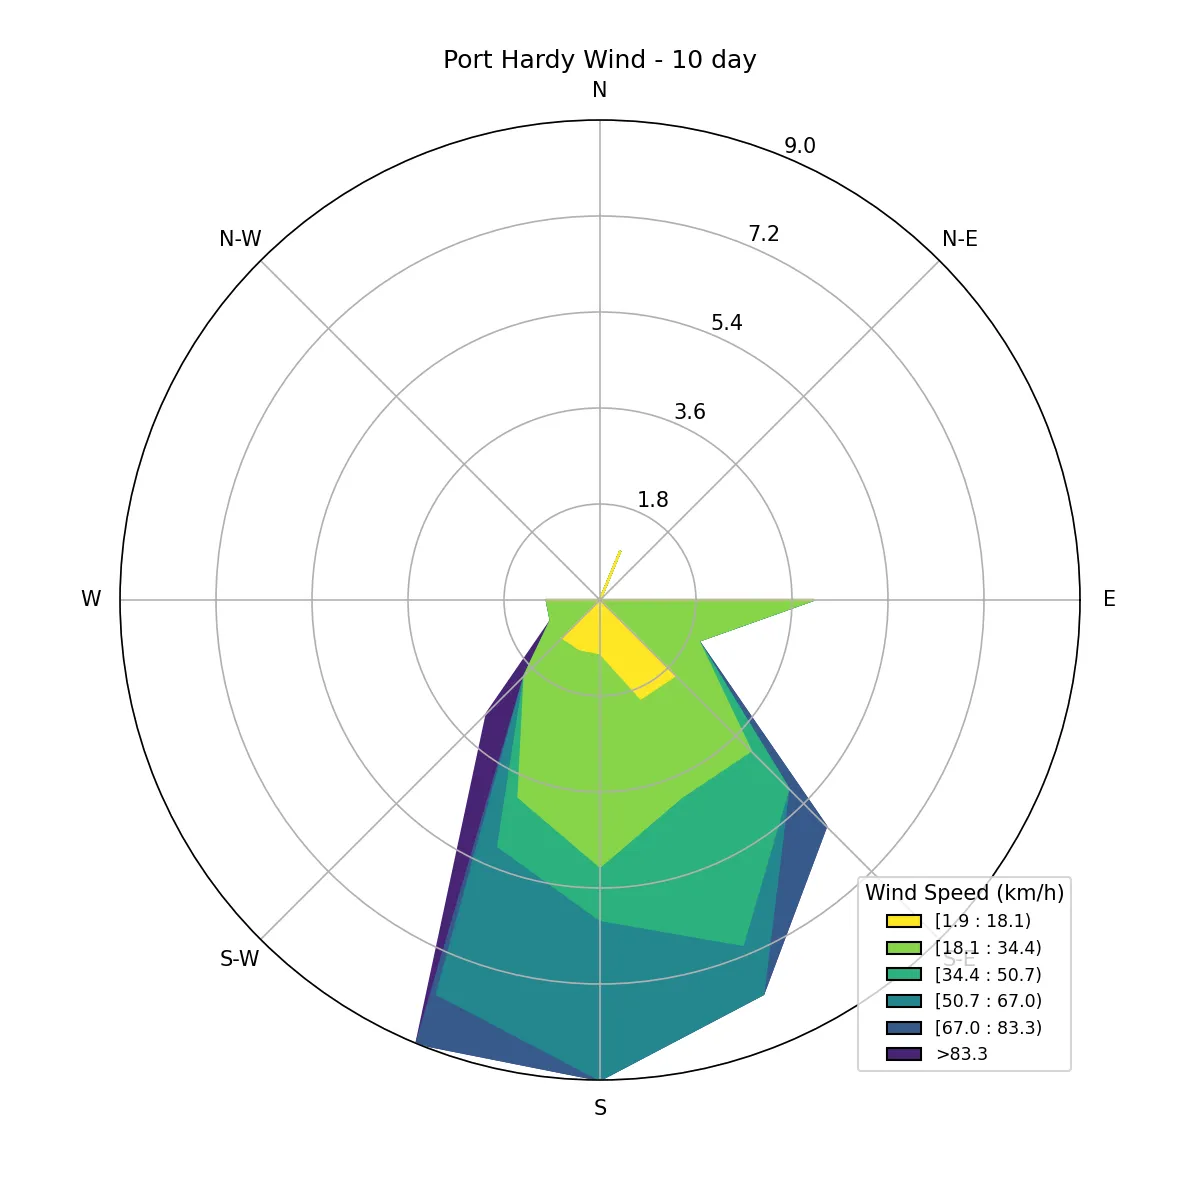 Port Hardy Wind - 10 day
N
9.0
N-W
7.2
N-E
5.4
3.6
1.8
W
E
Wind Speed (km/h)
[1.9 : 18.1)
[18.1 : 34.4)
S-W
S-E
[34.4 : 50.7)
[50.7 : 67.0)
[67.0 : 83.3)
>83.3
S